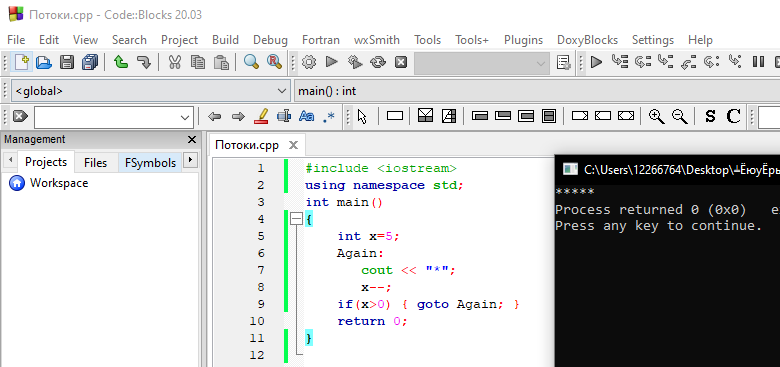 Потоки.cpp - Code::Blocks 20.03
File Edit View Search Project Build Debug Fortran wxSmith Tools Tools+ Plugins DoxyBlocks Settings Help
<global> main() : int
Aa .* S C
Management
Projects Files FSymbols
Workspace
Потоки.cpp X
1 #include <iostream>
2 using namespace std;
3 int main()
4 {
5 int x=5;
6 Again:
7 cout << "*";
8 x--;
9 if(x>0) { goto Again; }
10 return 0;
11 }
12
C:\Users\12266764\Desktop\╧ЁюуЁры
*****
Process returned 0 (0x0) e
Press any key to continue.